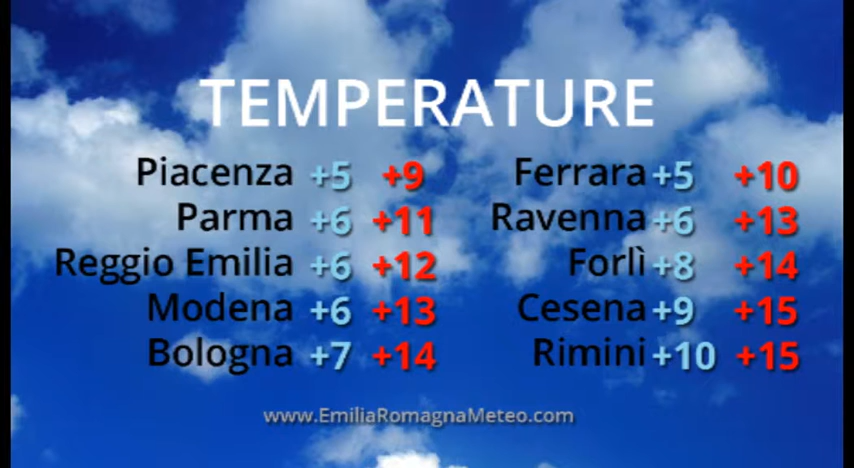 TEMPERATURE
Piacenza +5 +9
Parma +6 +11
Reggio Emilia +6 +12
Modena +6 +13
Bologna +7 +14
Ferrara +5 +10
Ravenna +6 +13
Forlì +8 +14
Cesena +9 +15
Rimini +10 +15
www.EmiliaRomagnaMeteo.com